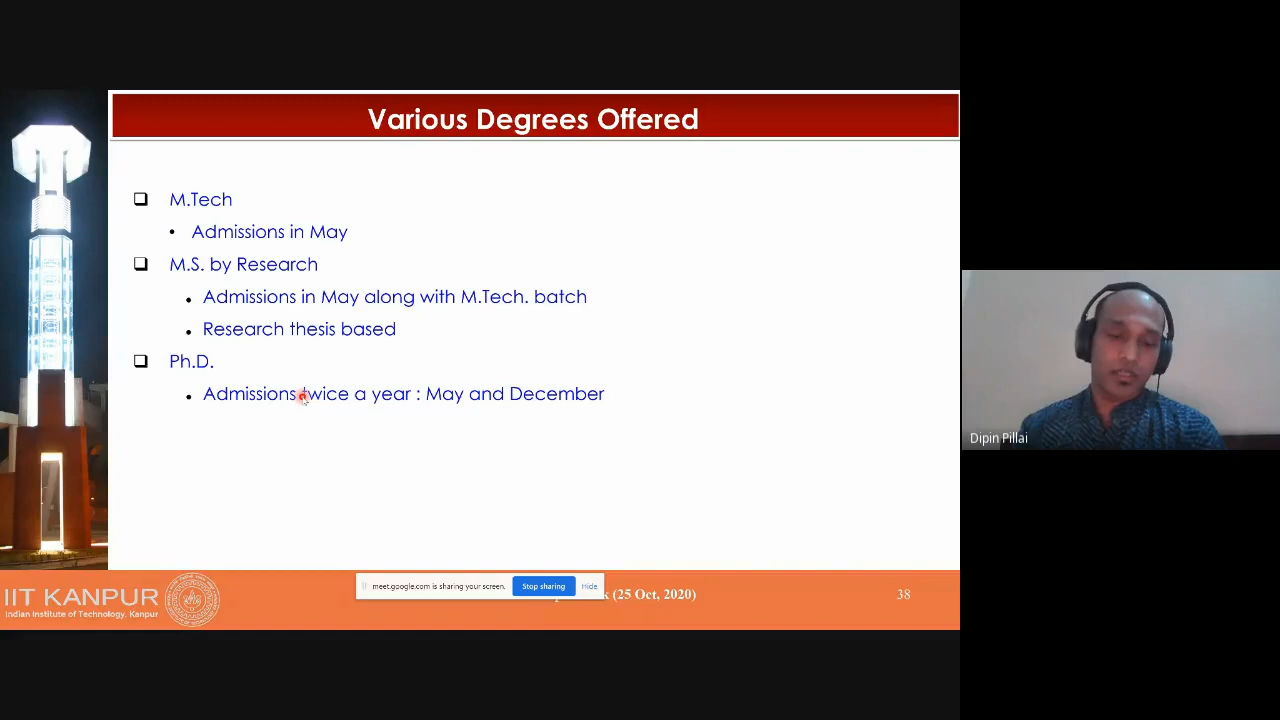 Various Degrees Offered
M.Tech
Admissions in May
M.S. by Research
Admissions in May along with M.Tech. batch
Research thesis based
Ph.D.
Admissions twice a year : May and December
Dipin Pillai
IIT KANPUR
Indian Institute of Technology, Kanpur
meet.google.com is sharing your screen.
Stop sharing
Hide
(25 Oct, 2020)
38